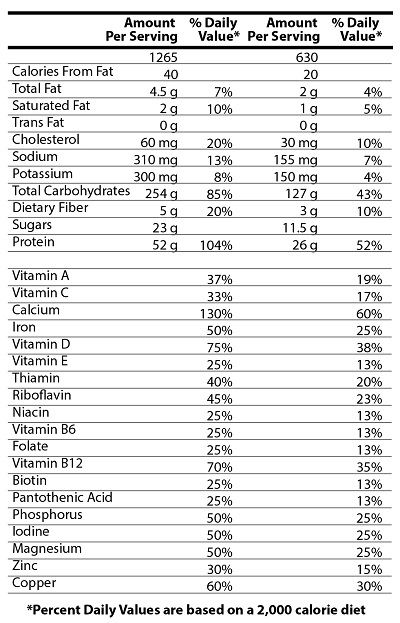 Amount % Daily Amount % Daily
Per Serving Value* Per Serving Value*
1265 630
Calories From Fat 40 20
Total Fat 4.5 g 7% 2 g 4%
Saturated Fat 2 g 10% 1 g 5%
Trans Fat 0 g 0 g
Cholesterol 60 mg 20% 30 mg 10%
Sodium 310 mg 13% 155 mg 7%
Potassium 300 mg 8% 150 mg 4%
Total Carbohydrates 254 g 85% 127 g 43%
Dietary Fiber 5 g 20% 3 g 10%
Sugars 23 g 11.5 g
Protein 52 g 104% 26 g 52%
Vitamin A 37% 19%
Vitamin C 33% 17%
Calcium 130% 60%
Iron 50% 25%
Vitamin D 75% 38%
Vitamin E 25% 13%
Thiamin 40% 20%
Riboflavin 45% 23%
Niacin 25% 13%
Vitamin B6 25% 13%
Folate 25% 13%
Vitamin B12 70% 35%
Biotin 25% 13%
Pantothenic Acid 25% 13%
Phosphorus 50% 25%
Iodine 50% 25%
Magnesium 50% 25%
Zinc 30% 15%
Copper 60% 30%
*Percent Daily Values are based on a 2,000 calorie diet